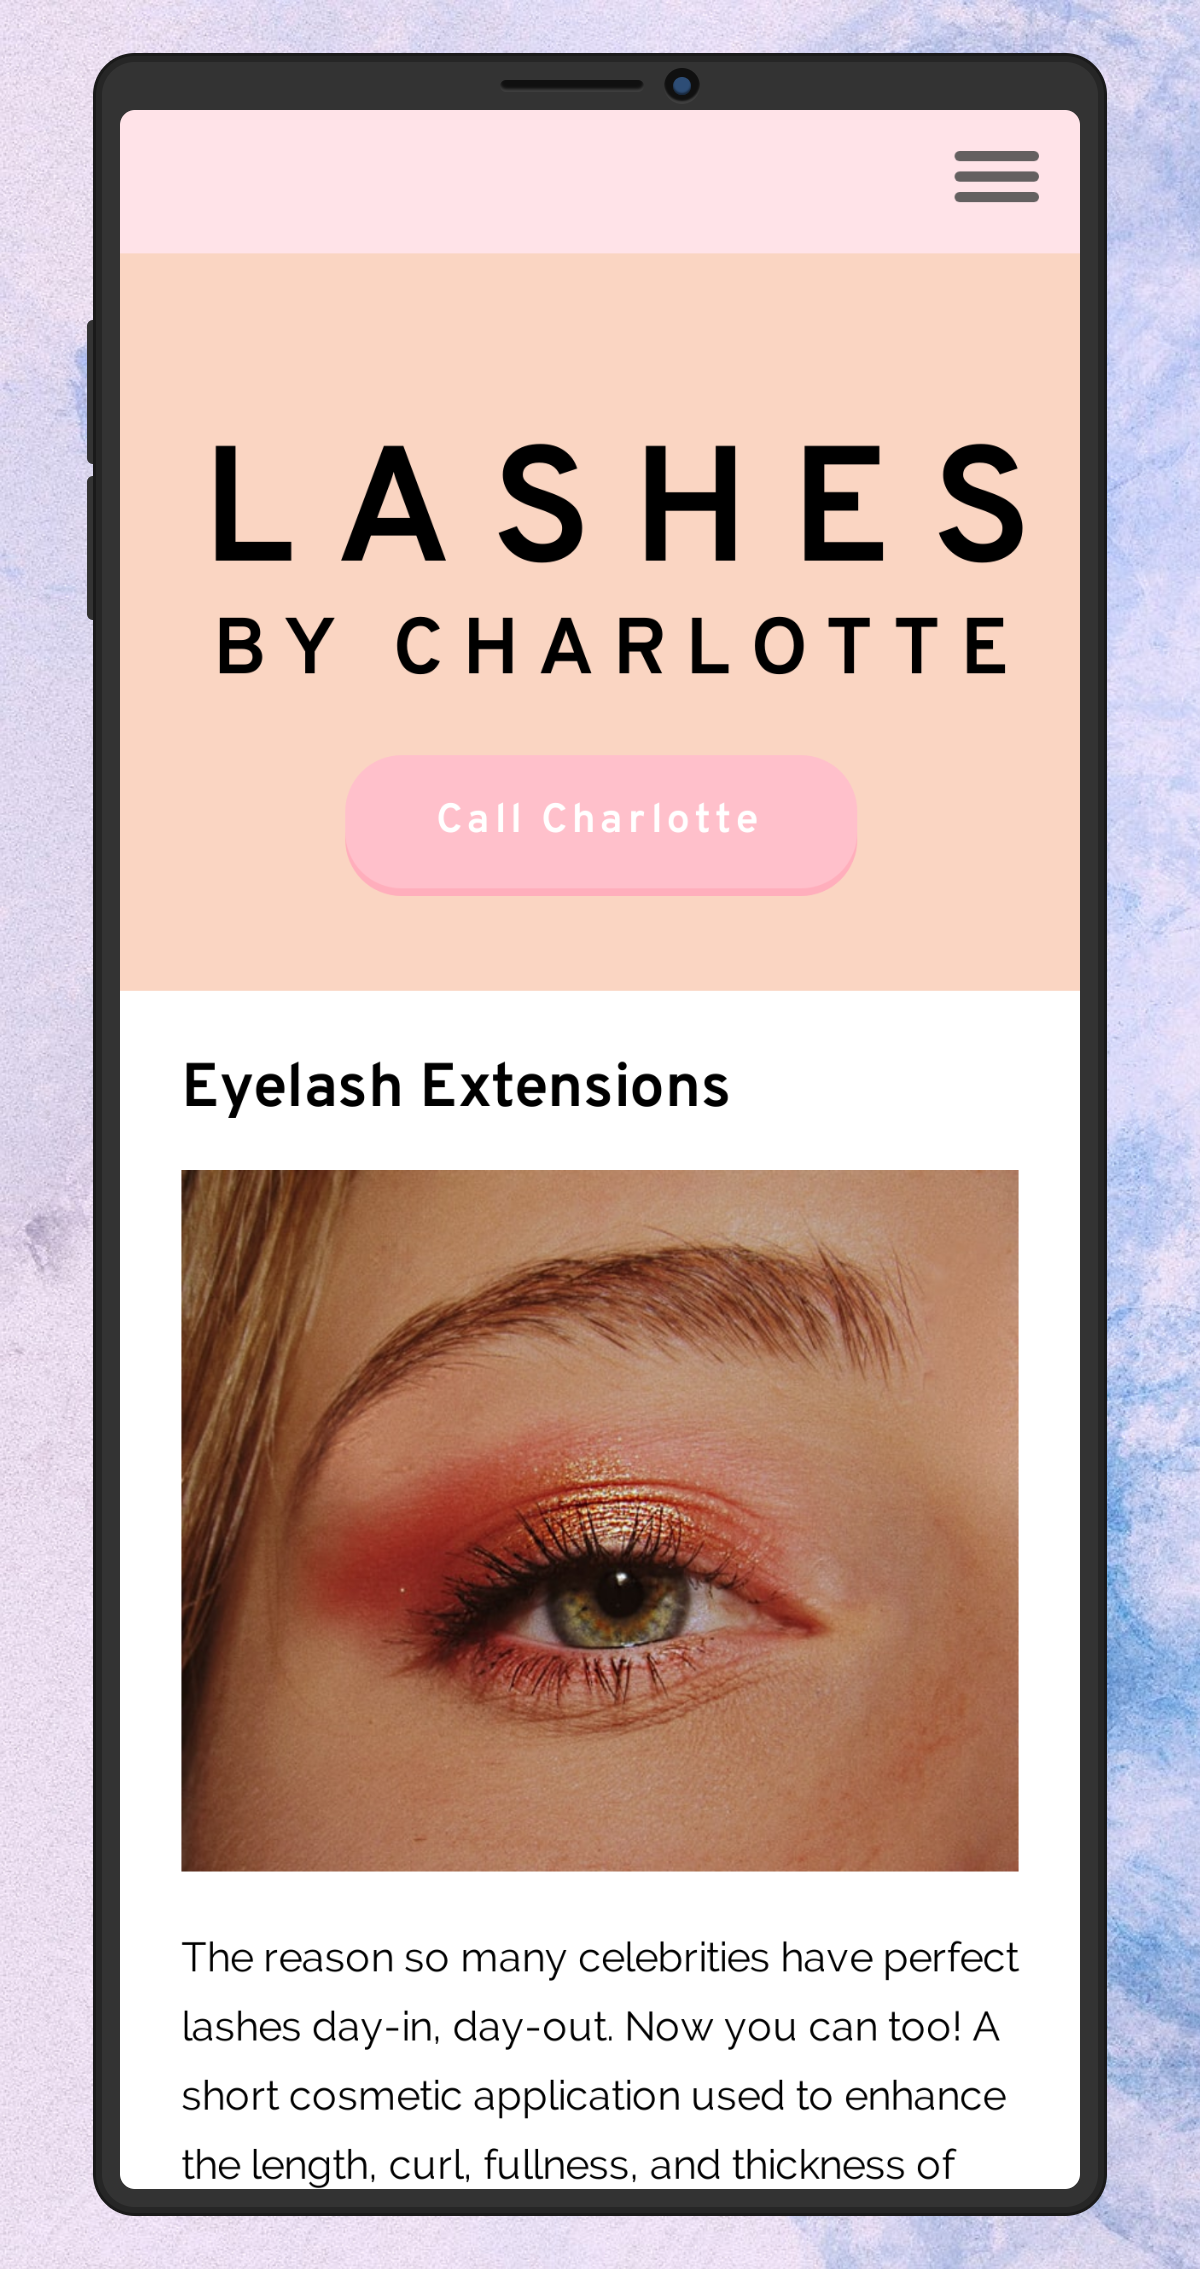 LASHES
BY CHARLOTTE
Call Charlotte
Eyelash Extensions
The reason so many celebrities have perfect
lashes day-in, day-out. Now you can too! A
short cosmetic application used to enhance
the length, curl, fullness, and thickness of